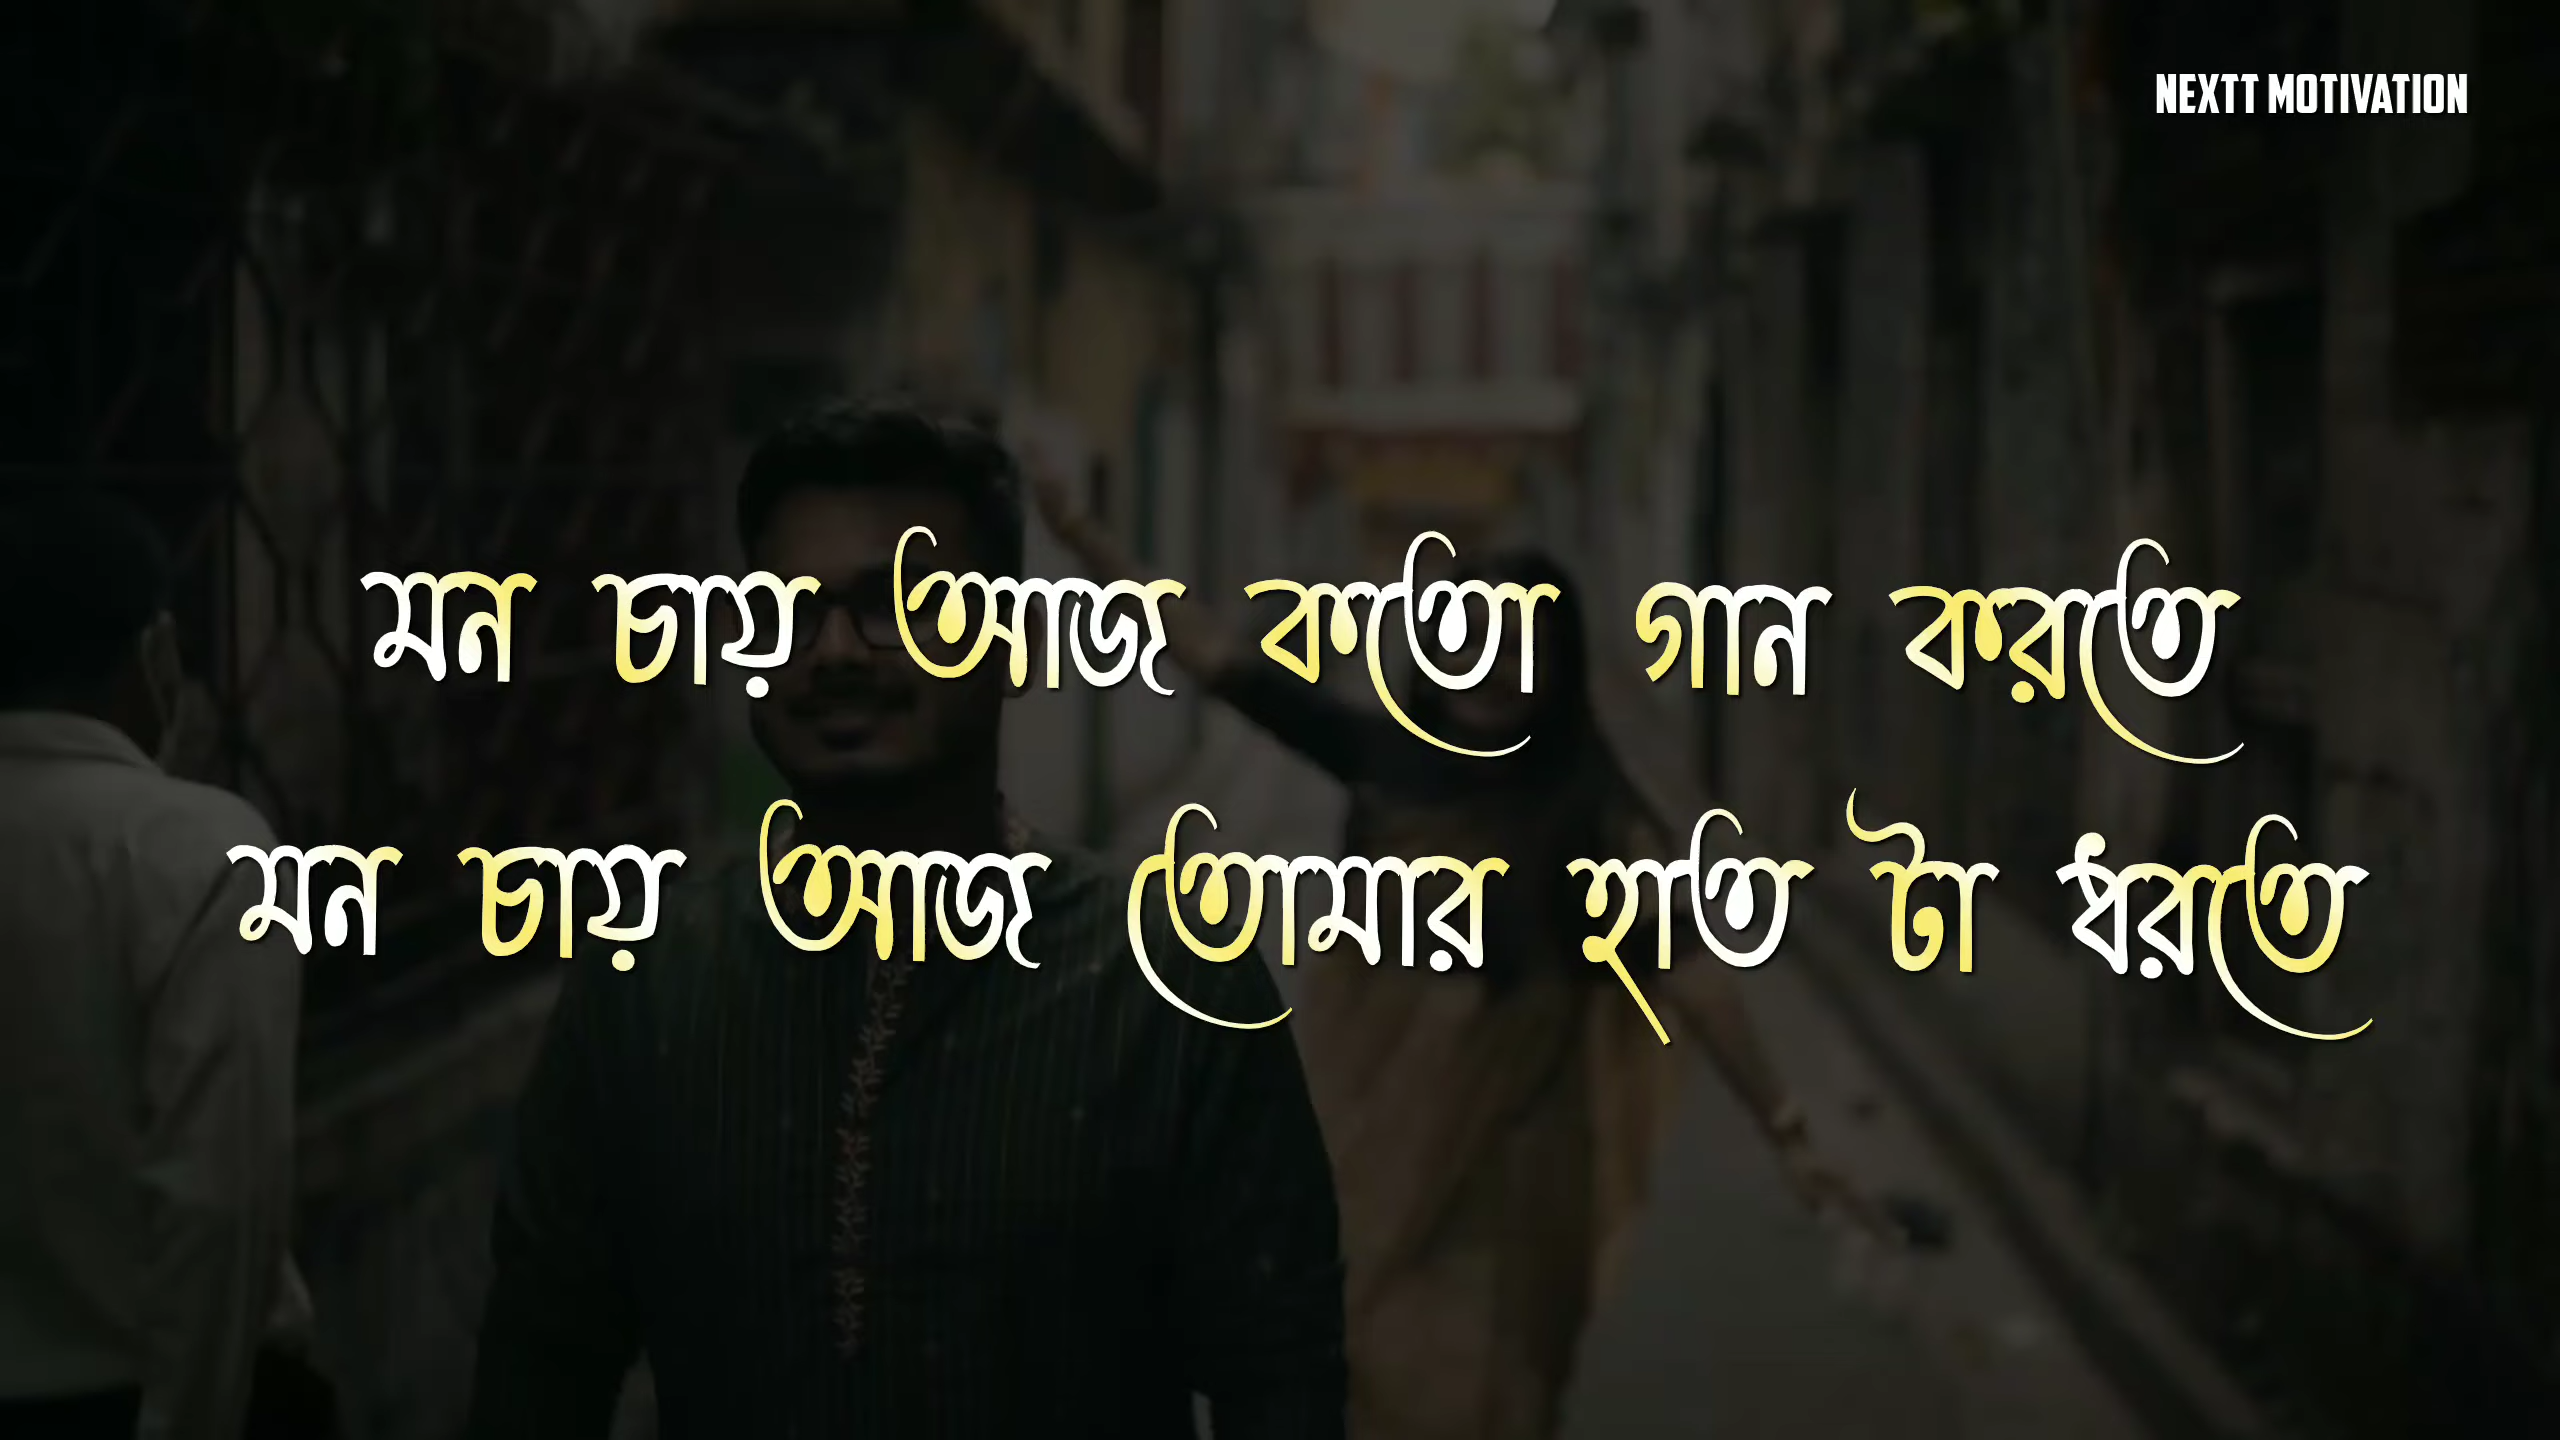 NEXTT MOTIVATION
মন চায় আজ কতো গান করতে
মন চায় আজ তোমার হাত টা ধরতে